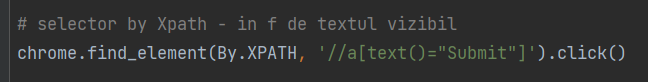 # selector by Xpath - in f de textul vizibil
chrome.find_element(By.XPATH, '//a[text()="Submit"]').click()